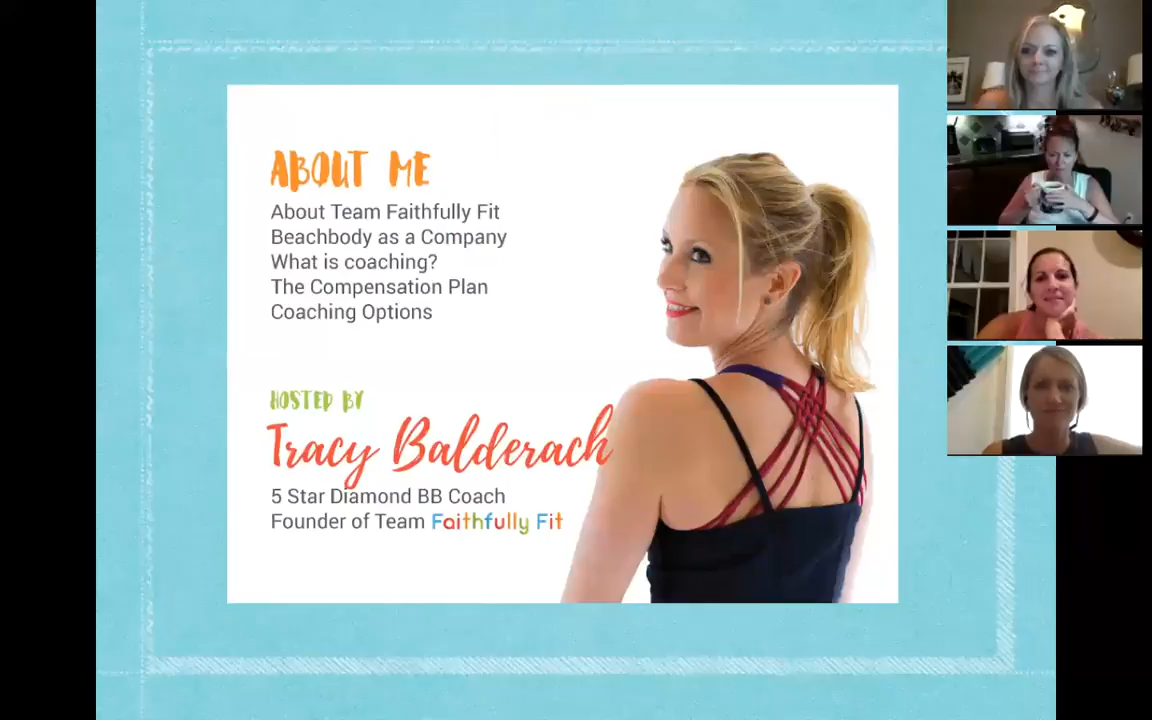 ABOUT ME
About Team Faithfully Fit
Beachbody as a Company
What is coaching?
The Compensation Plan
Coaching Options
HOSTED BY
Tracy Balderach
5 Star Diamond BB Coach
Founder of Team Faithfully Fit